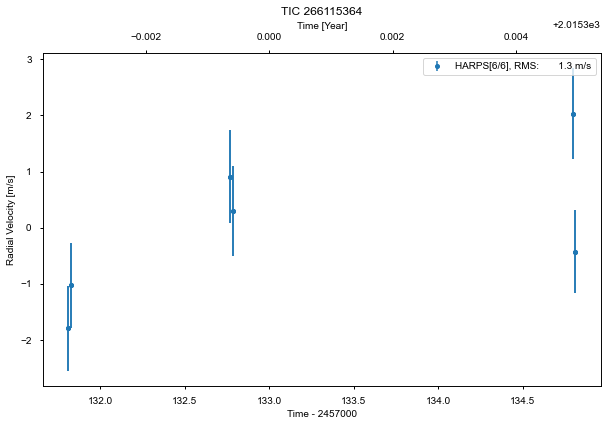 TIC 266115364
Time [Year]
−0.002 0.000 0.002 0.004 +2.0153e3
HARPS[6/6], RMS: 1.3 m/s
3
2
1
0
−1
−2
Radial Velocity [m/s]
132.0 132.5 133.0 133.5 134.0 134.5
Time - 2457000